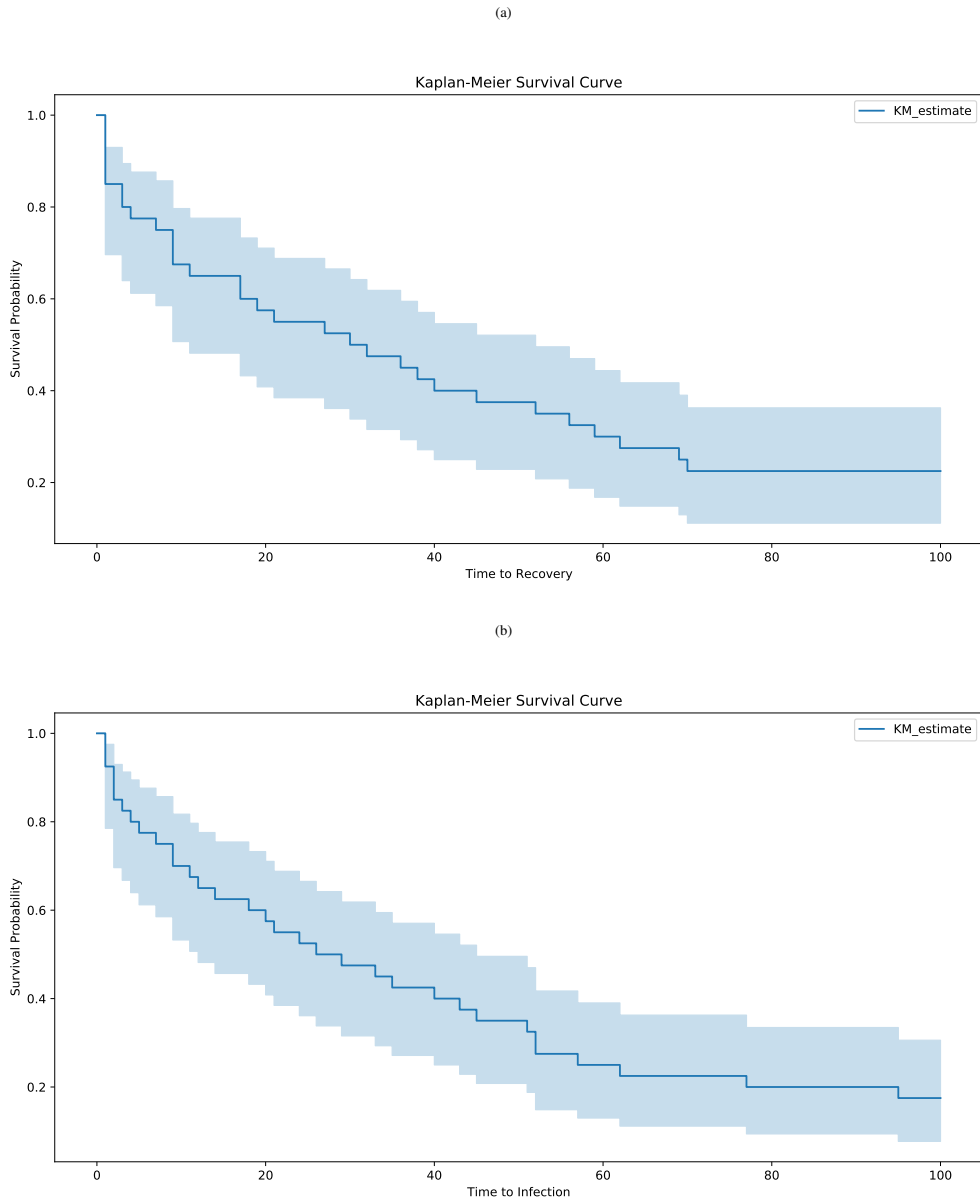 (a)
Kaplan-Meier Survival Curve
KM_estimate
1.0
0.8
0.6
0.4
0.2
Survival Probability
0 20 40 60 80 100
Time to Recovery
(b)
Kaplan-Meier Survival Curve
KM_estimate
1.0
0.8
0.6
0.4
0.2
Survival Probability
0 20 40 60 80 100
Time to Infection